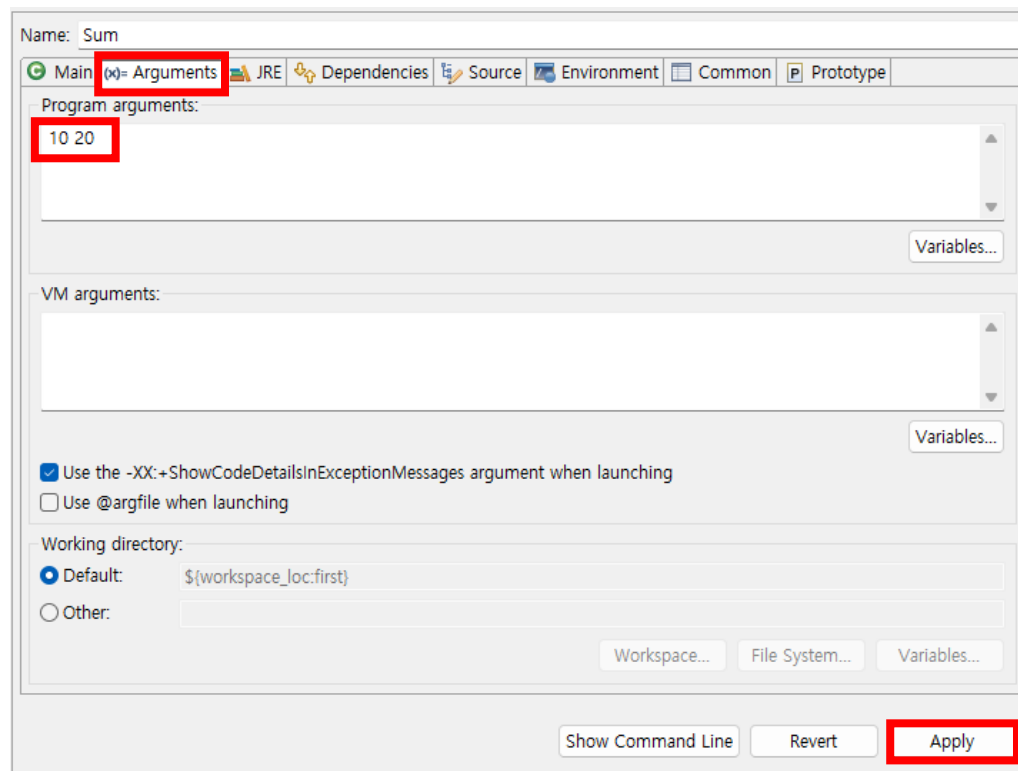 Name: Sum
Main (x)= Arguments JRE Dependencies Source Environment Common P Prototype
Program arguments:
10 20
Variables...
VM arguments:
Variables...
Use the -XX:+ShowCodeDetailsInExceptionMessages argument when launching
Use @argfile when launching
Working directory:
Default: ${workspace_loc:first}
Other:
Workspace... File System... Variables...
Show Command Line Revert Apply